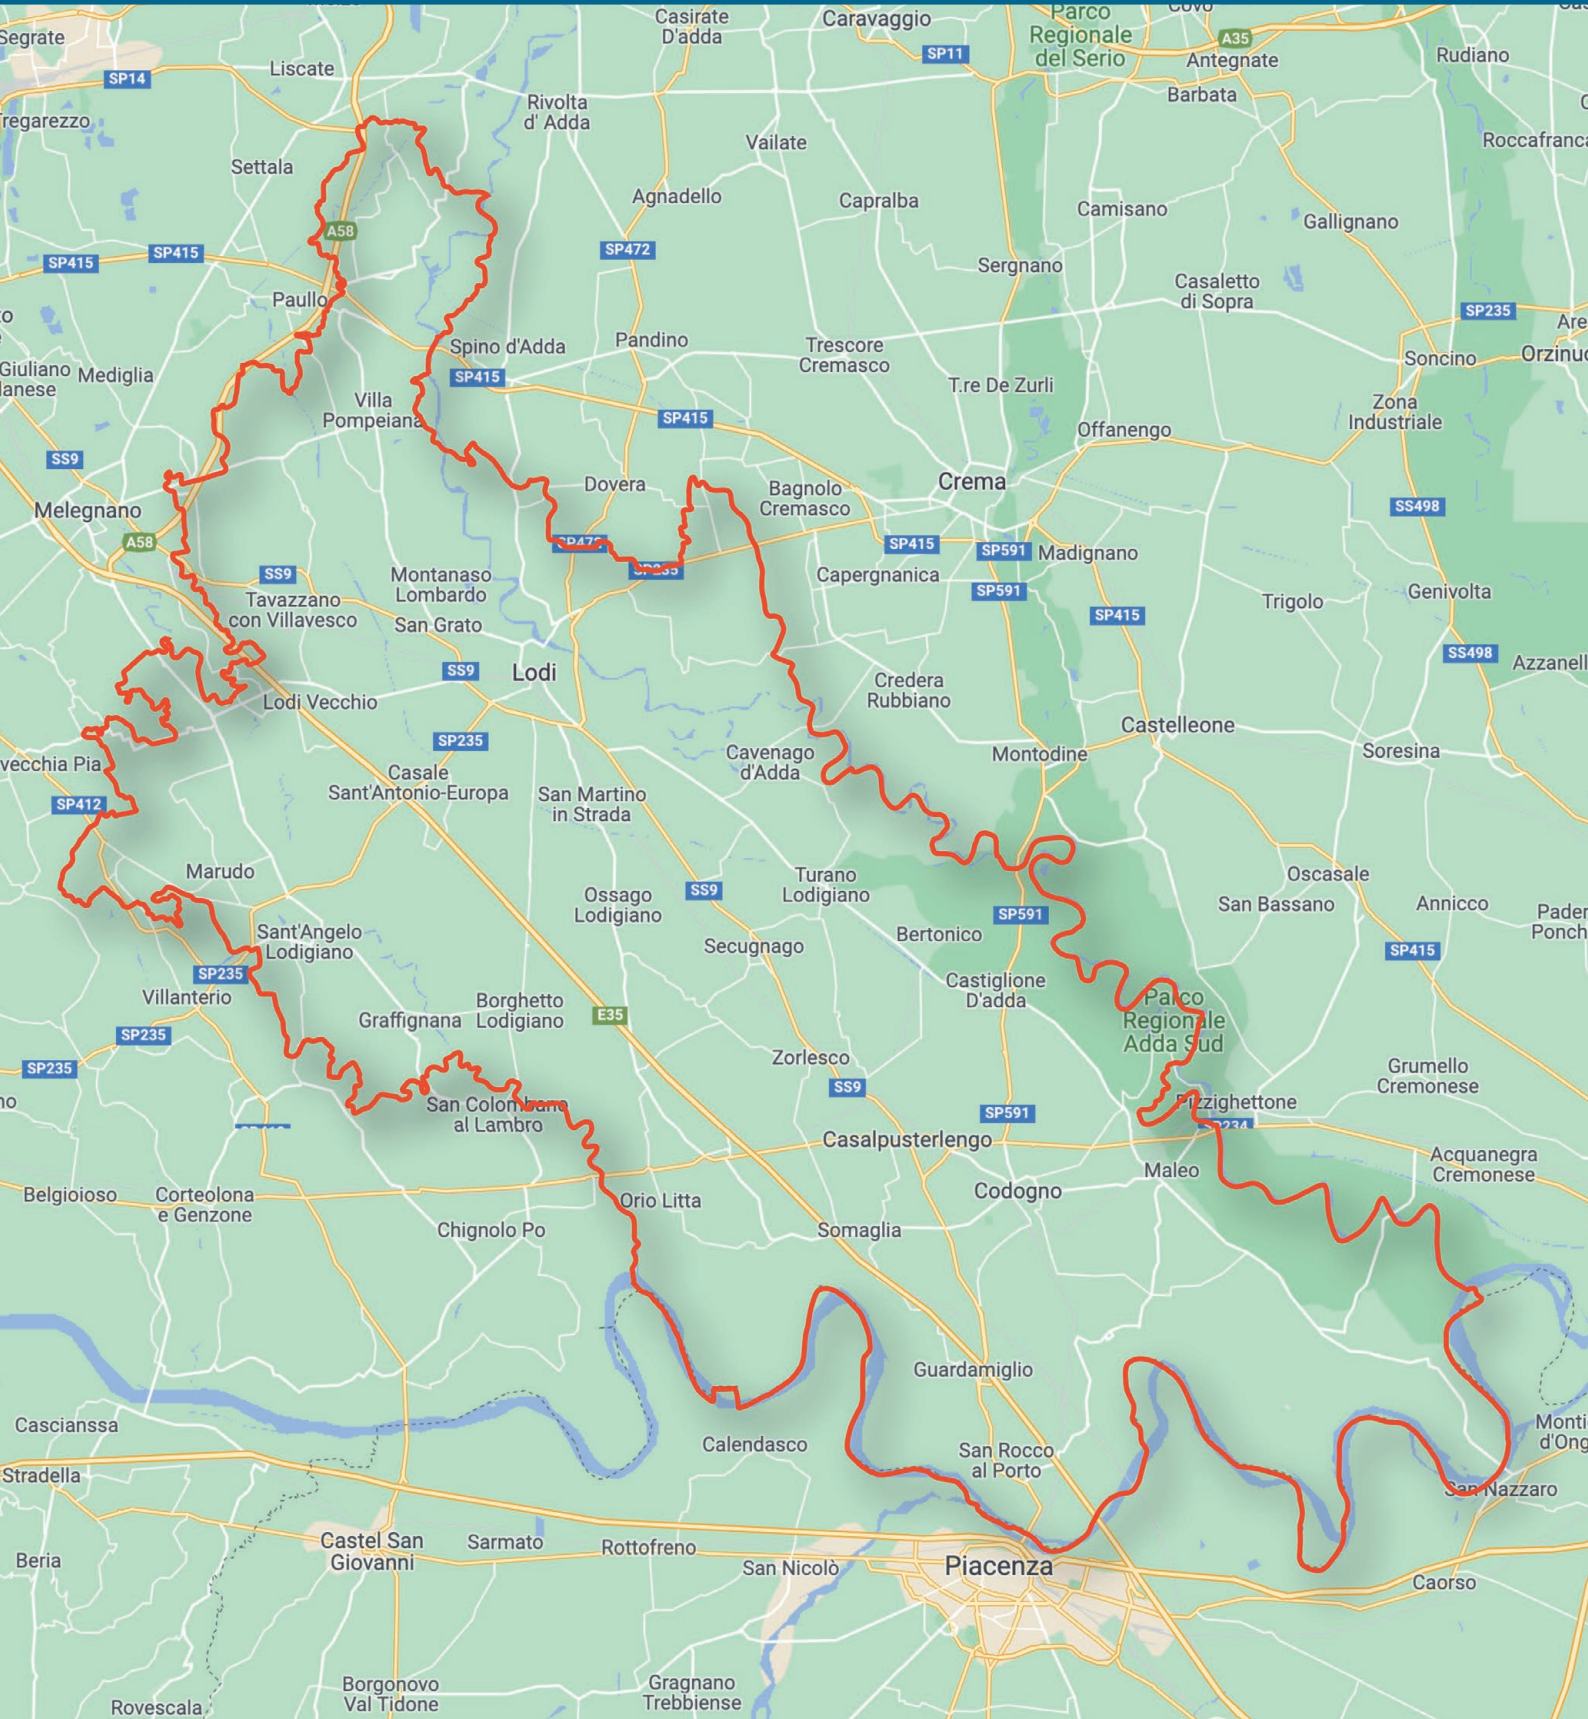 Segrate
SP14
Liscate
Casirate
D'adda
Caravaggio
SP11
Parco
Regionale
del Serio
A35
Antegnate
Barbata
Rudiano
Rivolta
d' Adda
Vailate
Roccafranca
Settala
Agnadello
Capralba
Camisano
Gallignano
A58
SP415
SP415
SP472
Sergnano
Casaletto
di Sopra
SP235
Paullo
Spino d'Adda
Pandino
Trescore
Cremasco
Soncino
Mediglia
SP415
T.re De Zurli
Zona
Industriale
Villa
Pompeiana
SP415
Offanengo
SS9
Dovera
Bagnolo
Cremasco
Crema
SS498
Melegnano
A58
SP472
SP235
SP415
SP591
Madignano
SS9
Montanaso
Lombardo
Capergnanica
SP591
SP415
Trigolo
Genivolta
Tavazzano
con Villavesco
San Grato
SS9
Lodi
SS498
Lodi Vecchio
Credera
Rubbiano
Castelleone
SP235
Cavenago
d'Adda
Montodine
Soresina
vecchia Pia
SP412
Casale
Sant'Antonio-Europa
San Martino
in Strada
Marudo
Ossago
Lodigiano
SS9
Turano
Lodigiano
Oscasale
San Bassano
Annicco
SP591
Bertonico
SP415
Sant'Angelo
Lodigiano
Secugnago
SP235
Villanterio
Castiglione
D'adda
Parco
Regionale
Adda Sud
Graffignana
Borghetto
Lodigiano
E35
SP235
SP235
Zorlesco
SS9
Grumello
Cremonese
San Colombano
al Lambro
SP591
Pizzighettone
SP234
Casalpusterlengo
Acquanegra
Cremonese
Maleo
Codogno
Belgioioso
Corteolona
e Genzone
Orio Litta
Chignolo Po
Somaglia
Guardamiglio
Cascianssa
Calendasco
San Rocco
al Porto
Stradella
San Nazzaro
Castel San
Giovanni
Sarmato
Rottofreno
San Nicolò
Piacenza
Beria
Caorso
Borgonovo
Val Tidone
Gragnano
Trebbiense
Rovescala